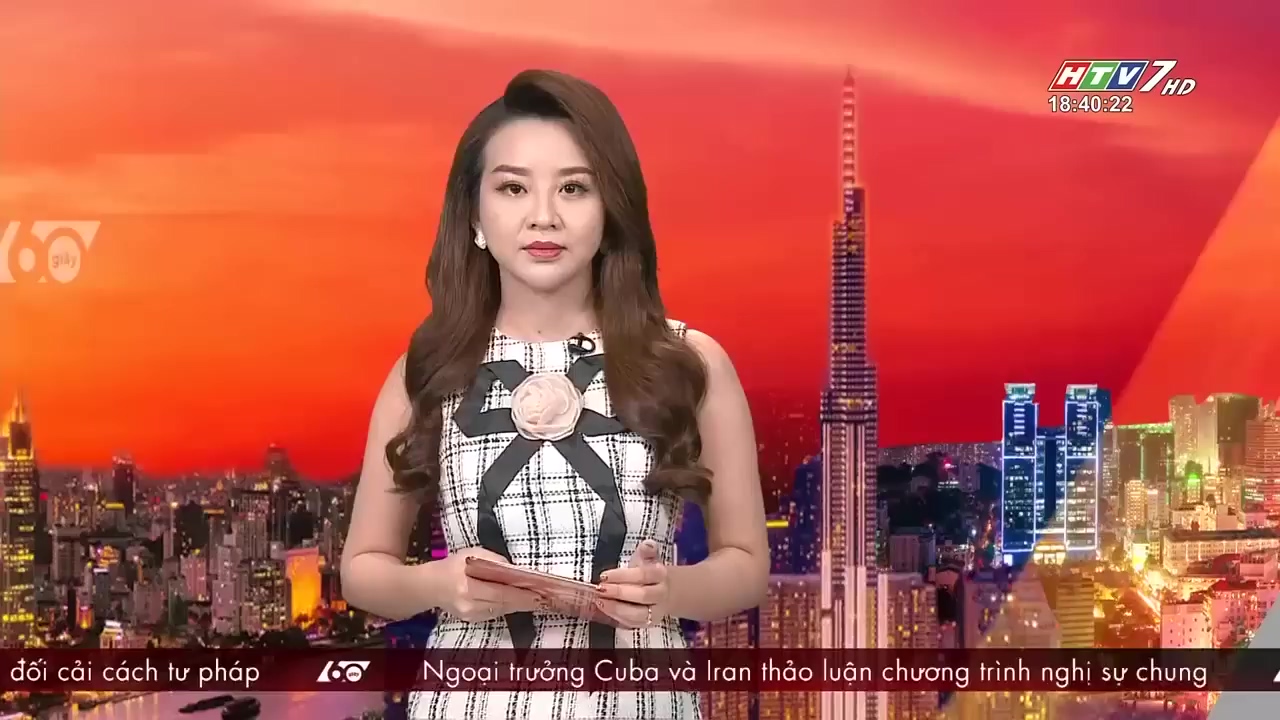 HTV7 HD
18:40:22
60 giây
đối cải cách tư pháp 60 giây Ngoại trưởng Cuba và Iran thảo luận chương trình nghị sự chung